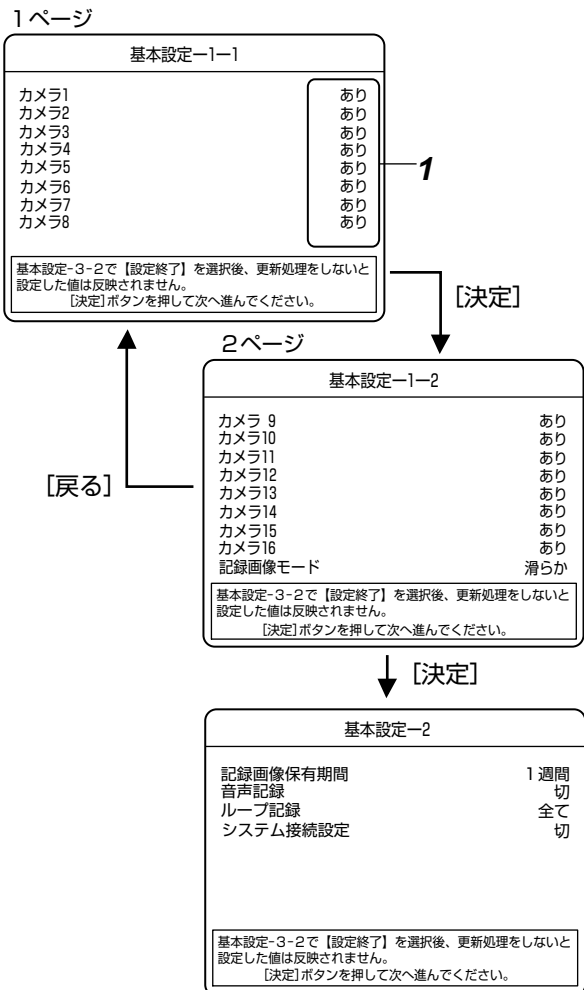 1ページ
基本設定ー1ー1
カメラ1 あり
カメラ2 あり
カメラ3 あり
カメラ4 あり
カメラ5 あり
カメラ6 あり
カメラ7 あり
カメラ8 あり
1
基本設定-3-2で【設定終了】を選択後、更新処理をしないと
設定した値は反映されません。
[決定]ボタンを押して次へ進んでください。
[決定]
2ページ
基本設定ー1ー2
カメラ 9 あり
カメラ10 あり
カメラ11 あり
カメラ12 あり
カメラ13 あり
カメラ14 あり
カメラ15 あり
カメラ16 あり
記録画像モード 滑らか
基本設定-3-2で【設定終了】を選択後、更新処理をしないと
設定した値は反映されません。
[決定]ボタンを押して次へ進んでください。
[戻る]
[決定]
基本設定ー2
記録画像保有期間 1週間
音声記録 切
ループ記録 全て
システム接続設定 切
基本設定-3-2で【設定終了】を選択後、更新処理をしないと
設定した値は反映されません。
[決定]ボタンを押して次へ進んでください。